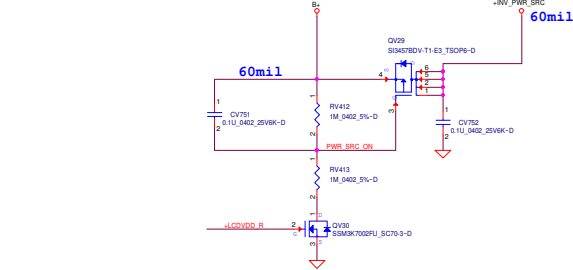 B+
+INV_PWR_SRC
60mil
QV29
SI3457BDV-T1-E3_TSOP6-D
60mil
4
6
5
2
1
3
1
CV751
0.1U_0402_25V6K-D
2
1
RV412
1M_0402_5%-D
2
1
CV752
0.1U_0402_25V6K-D
2
PWR_SRC_ON
1
RV413
1M_0402_5%-D
2
+LCDVDD_R
2
1
QV30
SSM3K7002FU_SC70-3-D
3